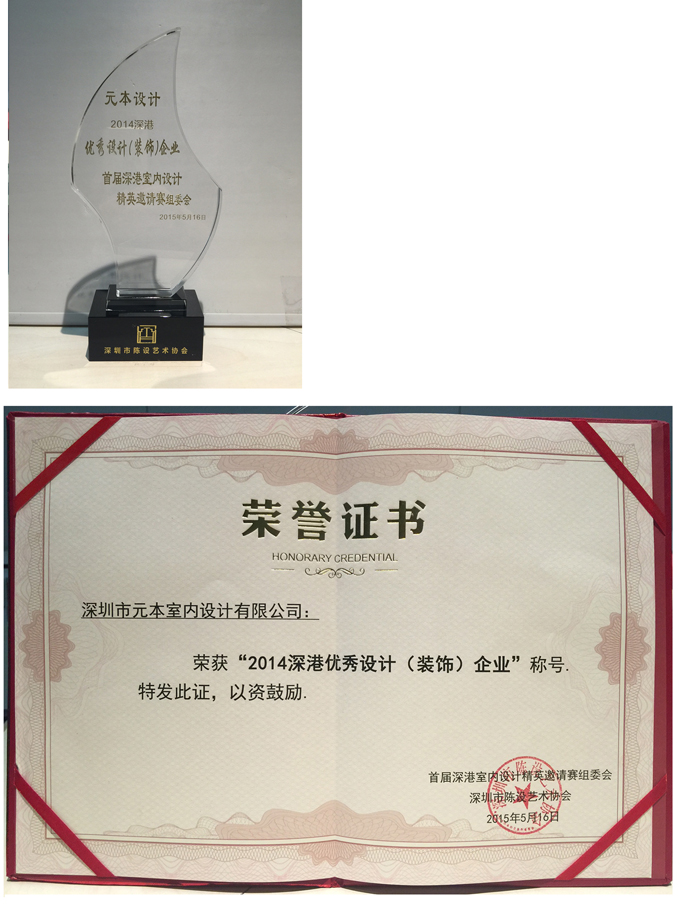 元本设计
2014深港
优秀设计(装饰)企业
首届深港室内设计
精英邀请赛组委会
2015年5月16日
深圳市陈设艺术协会
荣誉证书
HONORARY CREDENTIAL
深圳市元本室内设计有限公司：
荣获“2014深港优秀设计（装饰）企业”称号.
特发此证，以资鼓励.
首届深港室内设计精英邀请赛组委会
深圳市陈设艺术协会
2015年5月16日